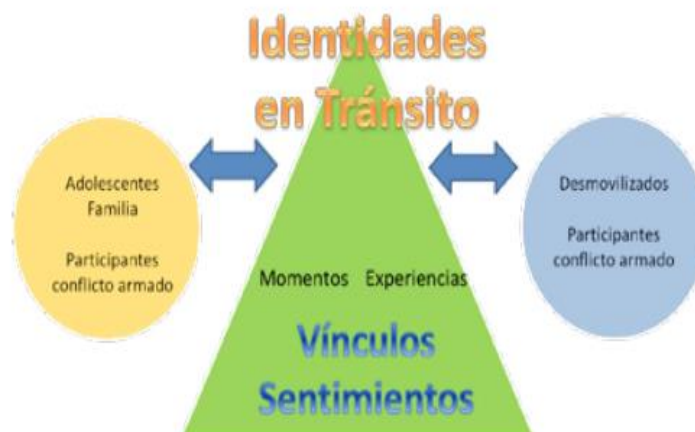 Identidades
en Tránsito
Adolescentes
Familia
Participantes
conflicto armado
Desmovilizados
Participantes
conflicto armado
Momentos Experiencias
Vínculos
Sentimientos